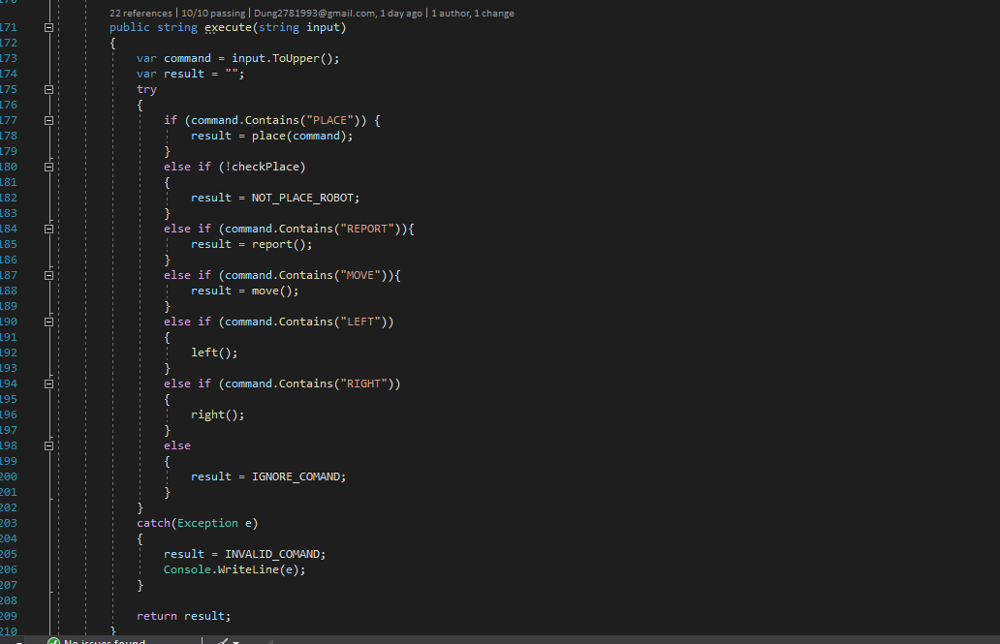 22 references | 10/10 passing | Dung2781993@gmail.com, 1 day ago | 1 author, 1 change
171 public string execute(string input)
172 {
173 var command = input.ToUpper();
174 var result = "";
175 try
176 {
177 if (command.Contains("PLACE")) {
178 result = place(command);
179 }
180 else if (!checkPlace)
181 {
182 result = NOT_PLACE_ROBOT;
183 }
184 else if (command.Contains("REPORT")){
185 result = report();
186 }
187 else if (command.Contains("MOVE")){
188 result = move();
189 }
190 else if (command.Contains("LEFT"))
191 {
192 left();
193 }
194 else if (command.Contains("RIGHT"))
195 {
196 right();
197 }
198 else
199 {
200 result = IGNORE_COMAND;
201 }
202 }
203 catch(Exception e)
204 {
205 result = INVALID_COMAND;
206 Console.WriteLine(e);
207 }
208
209 return result;
210 }
No issues found